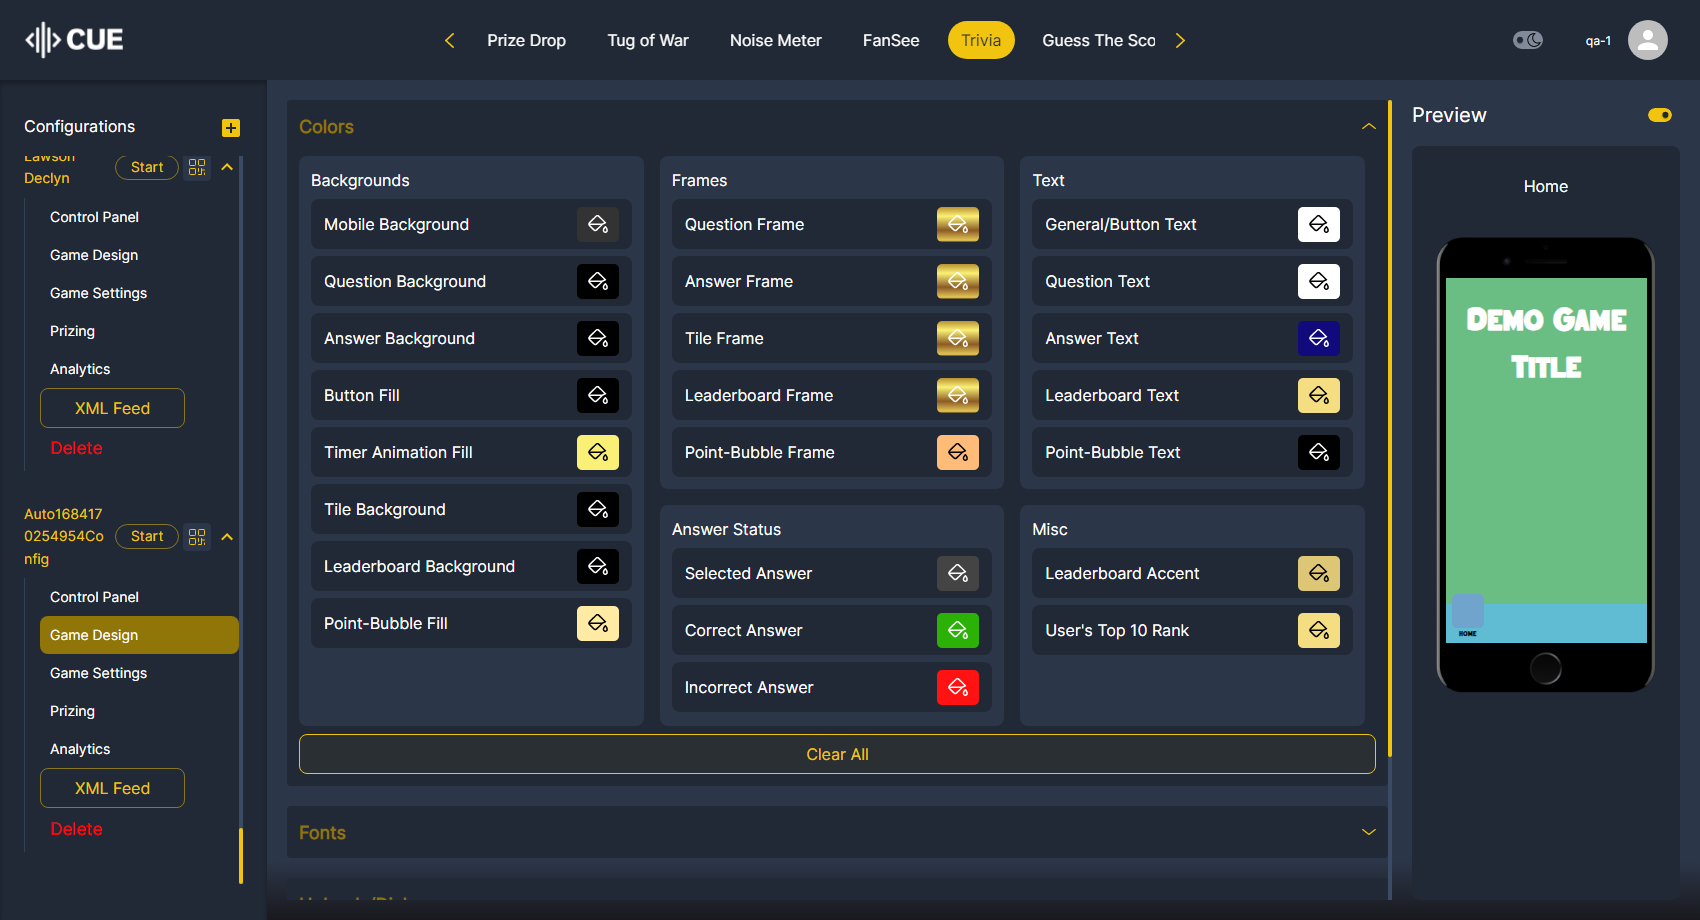 CUE
Prize Drop
Tug of War
Noise Meter
FanSee
Trivia
Guess The Sco
qa-1
Configurations
Lawson
Declyn
Start
Control Panel
Game Design
Game Settings
Prizing
Analytics
XML Feed
Delete
Auto168417
0254954Co
nfig
Start
Control Panel
Game Design
Game Settings
Prizing
Analytics
XML Feed
Delete
Colors
Backgrounds
Mobile Background
Question Background
Answer Background
Button Fill
Timer Animation Fill
Tile Background
Leaderboard Background
Point-Bubble Fill
Frames
Question Frame
Answer Frame
Tile Frame
Leaderboard Frame
Point-Bubble Frame
Text
General/Button Text
Question Text
Answer Text
Leaderboard Text
Point-Bubble Text
Answer Status
Selected Answer
Correct Answer
Incorrect Answer
Misc
Leaderboard Accent
User's Top 10 Rank
Clear All
Fonts
Preview
Home
DEMO GAME
TITLE
HOME